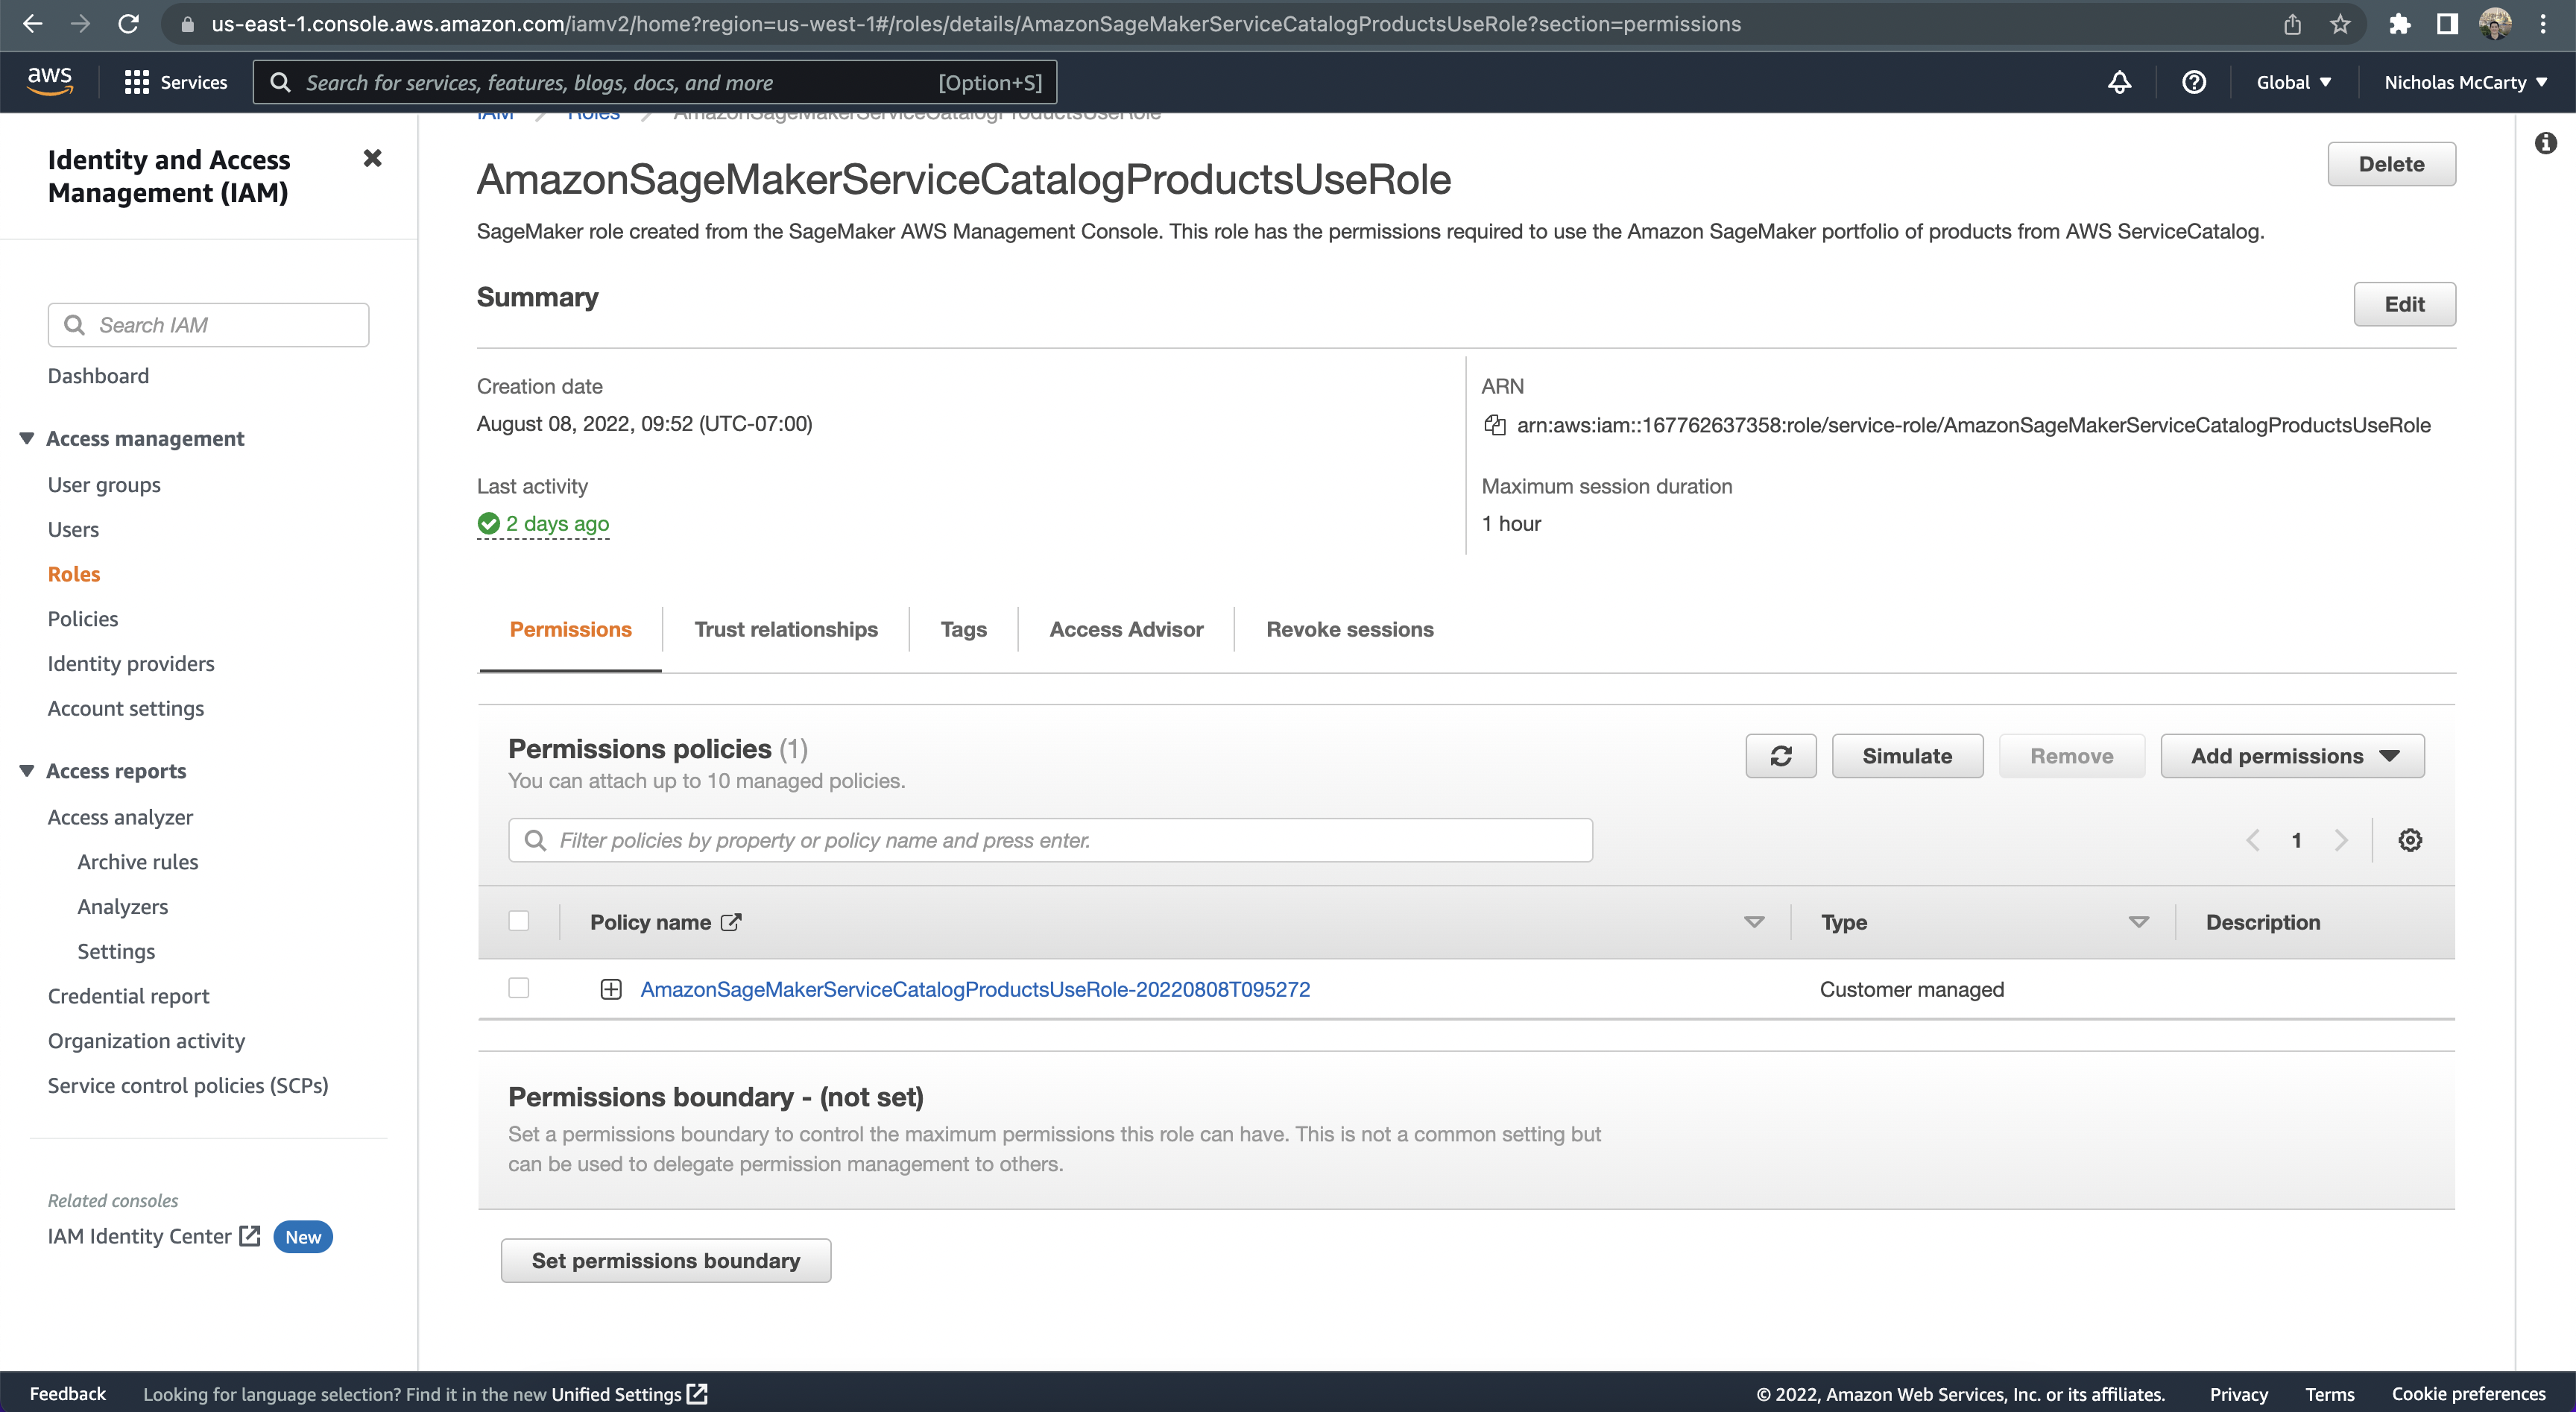 us-east-1.console.aws.amazon.com/iamv2/home?region=us-west-1#/roles/details/AmazonSageMakerServiceCatalogProductsUseRole?section=permissions
aws Services Search for services, features, blogs, docs, and more [Option+S] Global Nicholas McCarty
IAM Roles AmazonSageMakerServiceCatalogProductsUseRole
Identity and Access
Management (IAM)
Search IAM
Dashboard
Access management
User groups
Users
Roles
Policies
Identity providers
Account settings
Access reports
Access analyzer
Archive rules
Analyzers
Settings
Credential report
Organization activity
Service control policies (SCPs)
Related consoles
IAM Identity Center New
AmazonSageMakerServiceCatalogProductsUseRole
Delete
SageMaker role created from the SageMaker AWS Management Console. This role has the permissions required to use the Amazon SageMaker portfolio of products from AWS ServiceCatalog.
Summary
Edit
Creation date
August 08, 2022, 09:52 (UTC-07:00)
ARN
arn:aws:iam::167762637358:role/service-role/AmazonSageMakerServiceCatalogProductsUseRole
Last activity
2 days ago
Maximum session duration
1 hour
Permissions Trust relationships Tags Access Advisor Revoke sessions
Permissions policies (1)
You can attach up to 10 managed policies.
Simulate Remove Add permissions
Filter policies by property or policy name and press enter.
1
Policy name Type Description
AmazonSageMakerServiceCatalogProductsUseRole-20220808T095272 Customer managed
Permissions boundary - (not set)
Set a permissions boundary to control the maximum permissions this role can have. This is not a common setting but
can be used to delegate permission management to others.
Set permissions boundary
Feedback Looking for language selection? Find it in the new Unified Settings © 2022, Amazon Web Services, Inc. or its affiliates. Privacy Terms Cookie preferences